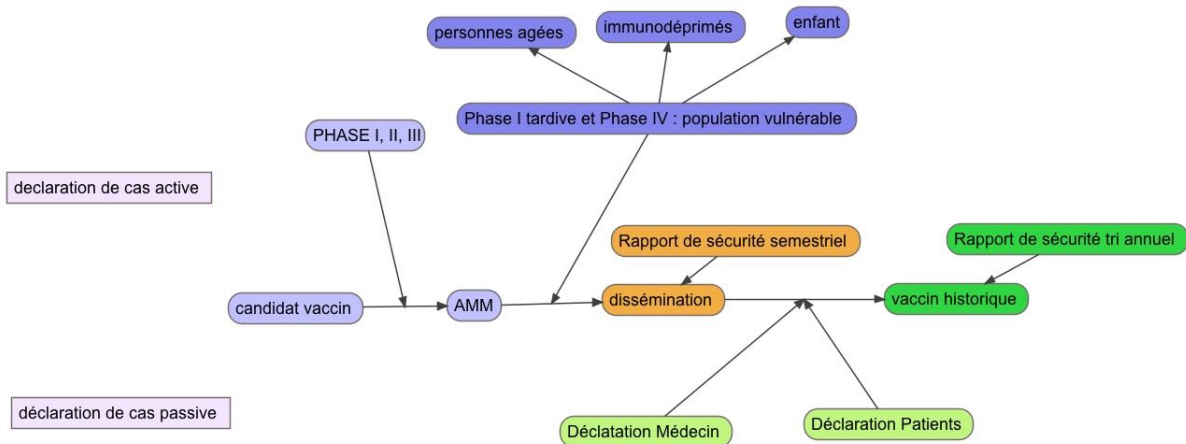 personnes agées
immunodéprimés
enfant
Phase I tardive et Phase IV : population vulnérable
PHASE I, II, III
declaration de cas active
Rapport de sécurité semestriel
Rapport de sécurité tri annuel
candidat vaccin
AMM
dissémination
vaccin historique
déclaration de cas passive
Déclatation Médecin
Déclaration Patients